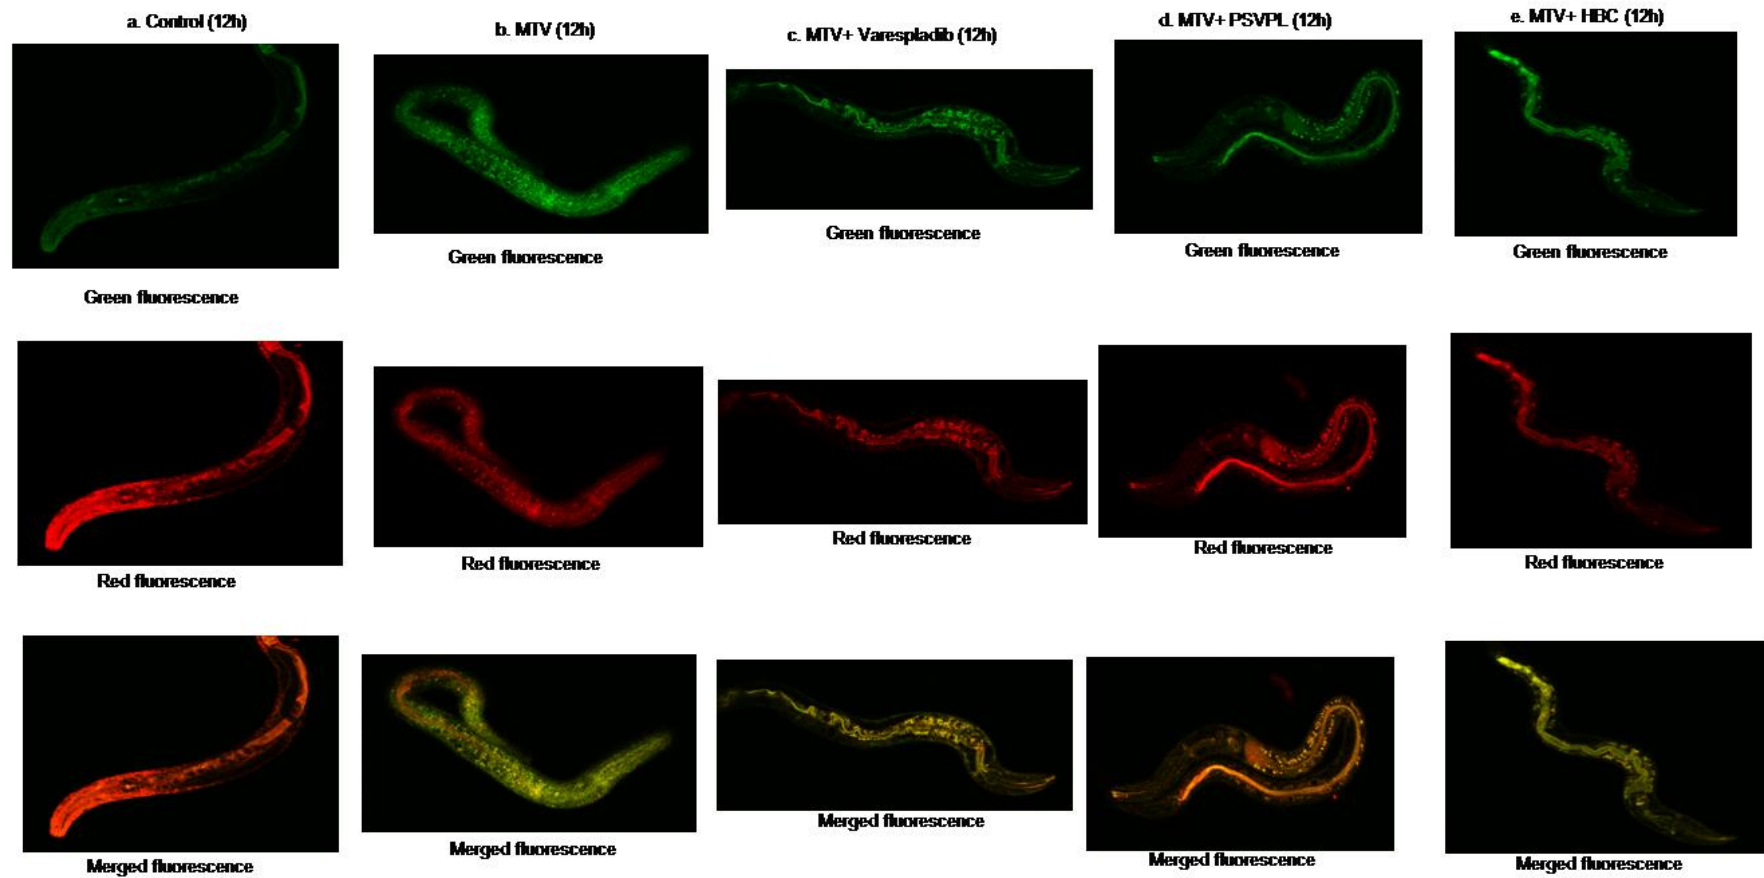 a. Control (12h)
b. MTV (12h)
c. MTV+ Varespladib (12h)
d. MTV+ PSVPL (12h)
e. MTV+ HBC (12h)
Green fluorescence
Green fluorescence
Green fluorescence
Green fluorescence
Green fluorescence
Red fluorescence
Red fluorescence
Red fluorescence
Red fluorescence
Red fluorescence
Merged fluorescence
Merged fluorescence
Merged fluorescence
Merged fluorescence
Merged fluorescence